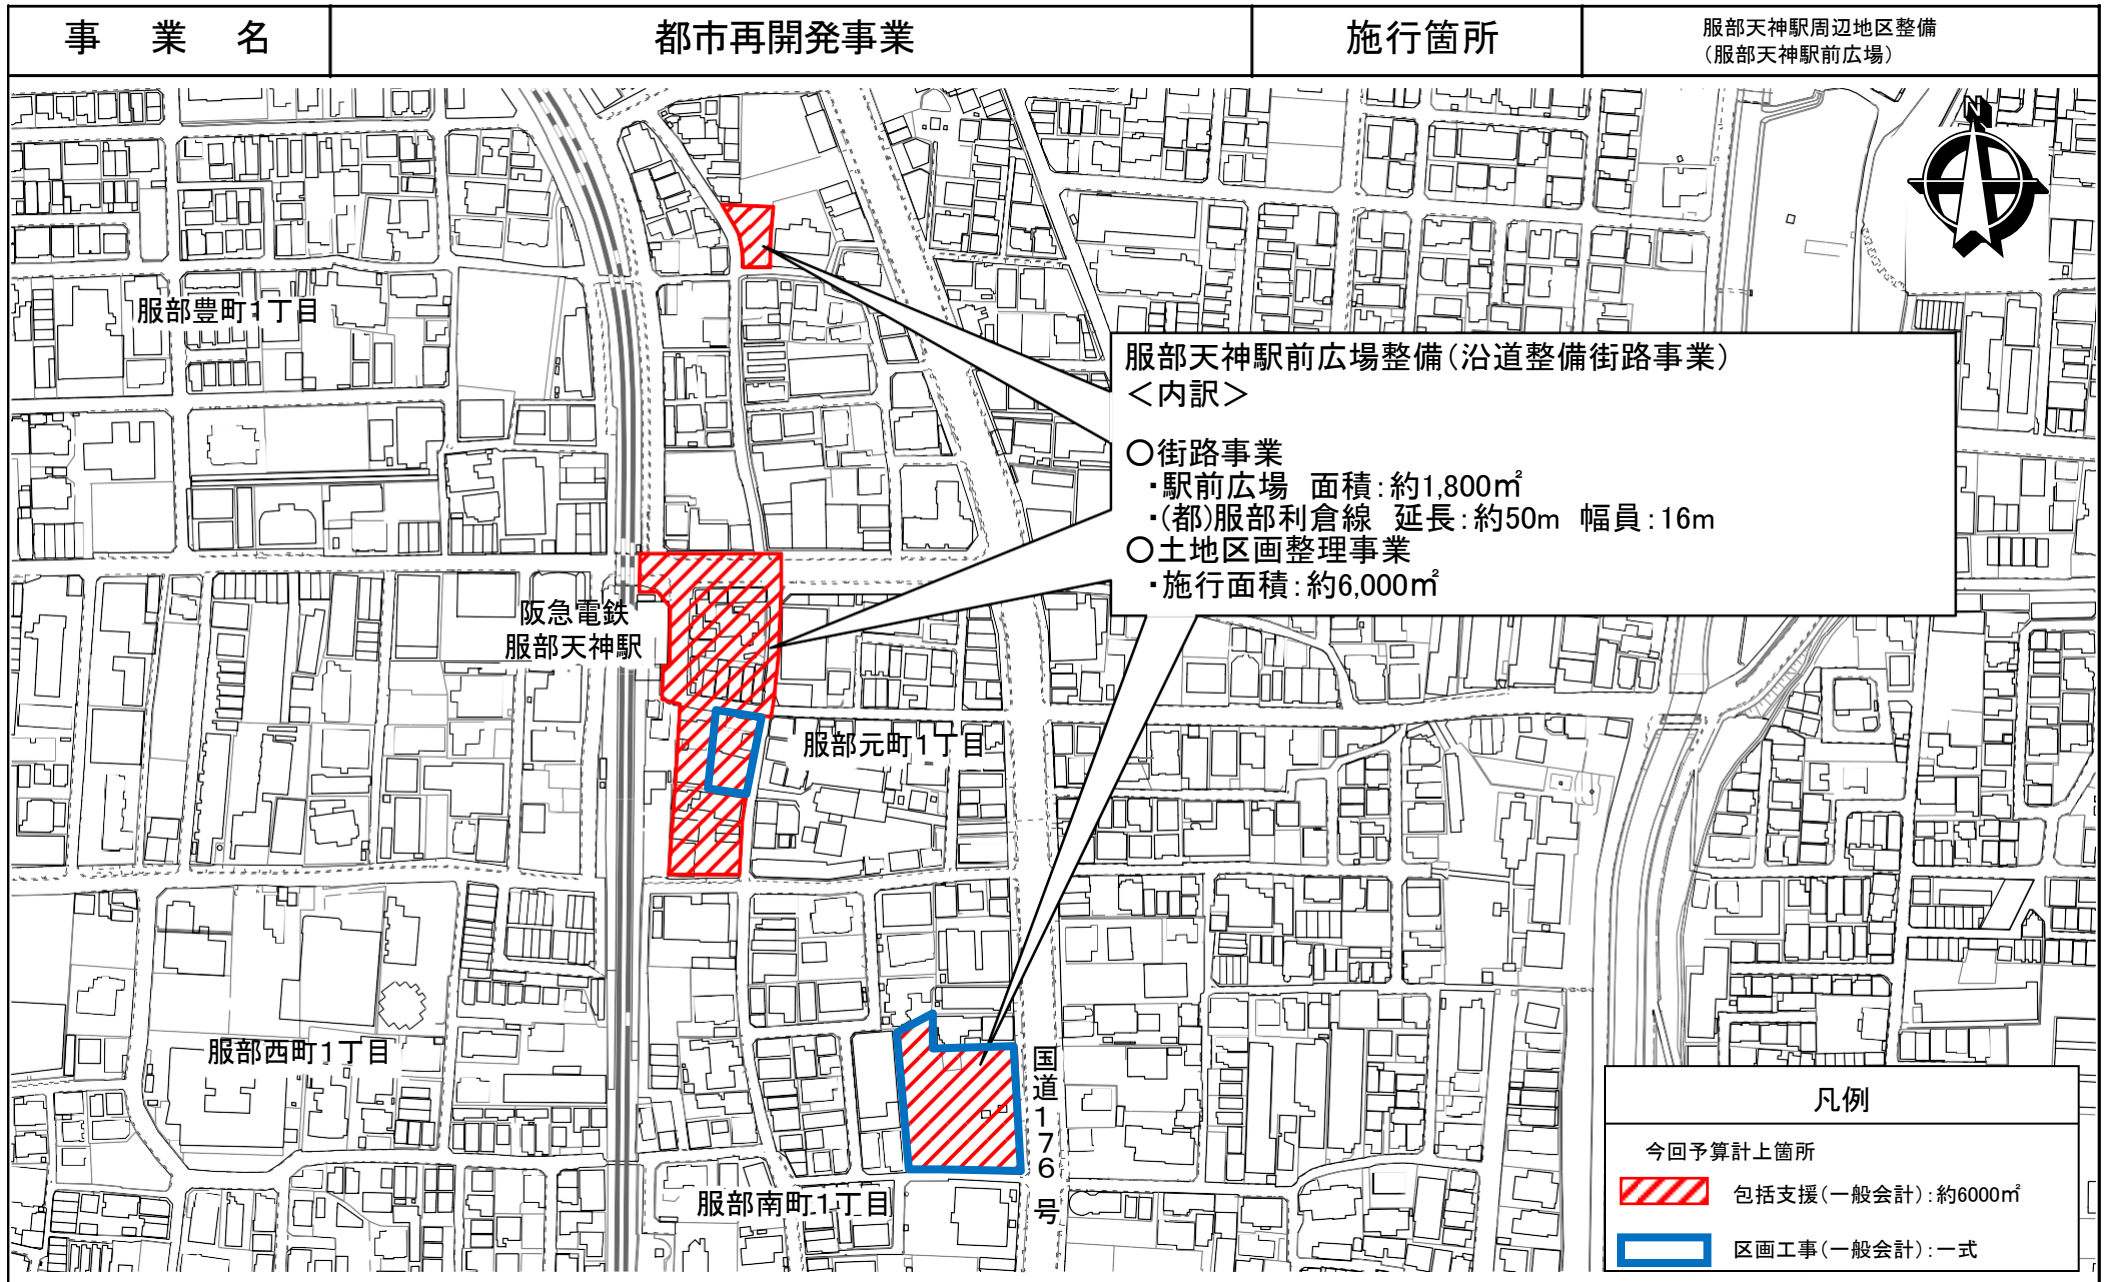 事業名
都市再開発事業
施行箇所
服部天神駅周辺地区整備
（服部天神駅前広場）
N
服部豊町1丁目
服部天神駅前広場整備（沿道整備街路事業）
＜内訳＞
○街路事業
・駅前広場 面積：約1,800㎡
・(都)服部利倉線 延長：約50m 幅員：16m
○土地区画整理事業
・施行面積：約6,000㎡
阪急電鉄
服部天神駅
服部元町1丁目
服部西町1丁目
国道176号
服部南町1丁目
凡例
今回予算計上箇所
包括支援（一般会計）：約6000㎡
区画工事（一般会計）：一式